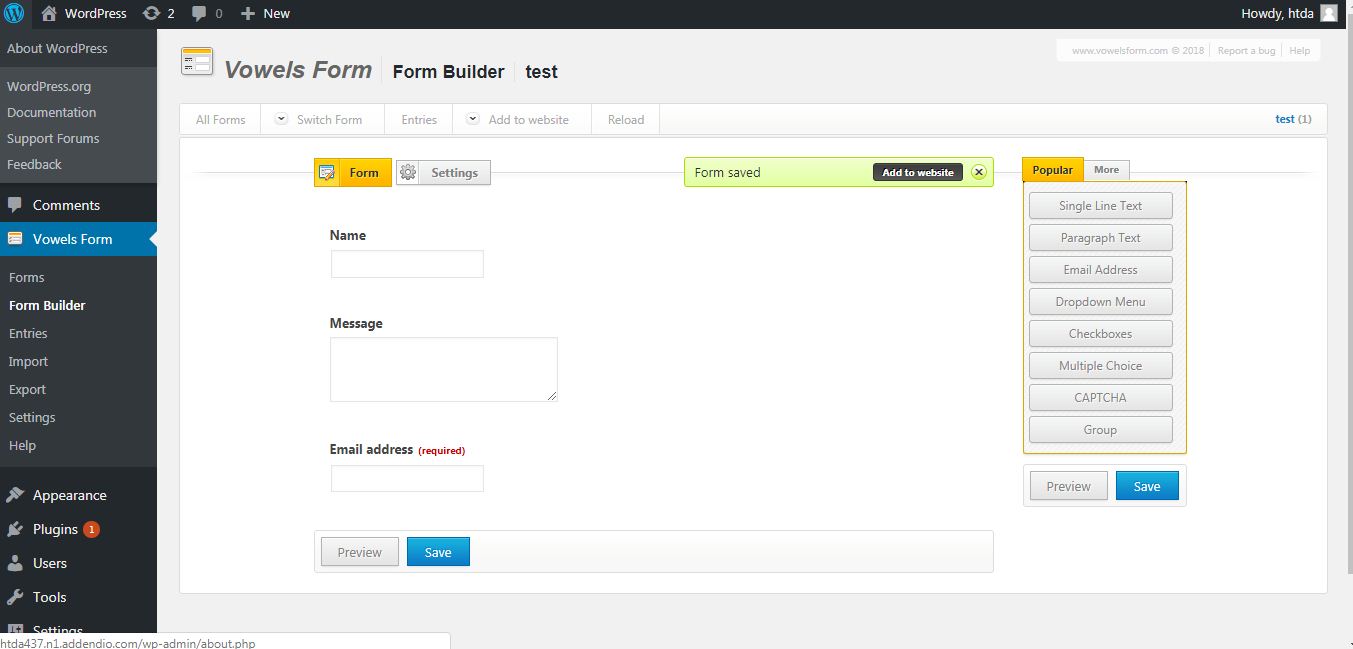 WordPress 2 0 New Howdy, htda
About WordPress
WordPress.org
Documentation
Support Forums
Feedback
Comments
Vowels Form
Forms
Form Builder
Entries
Import
Export
Settings
Help
Appearance
Plugins 1
Users
Tools
Settings
htda437.n1.addendio.com/wp-admin/about.php
Vowels Form Form Builder test
www.vowelsform.com © 2018 Report a bug Help
All Forms Switch Form Entries Add to website Reload test (1)
Form Settings
Form saved Add to website
Name
Message
Email address (required)
Preview Save
Popular More
Single Line Text
Paragraph Text
Email Address
Dropdown Menu
Checkboxes
Multiple Choice
CAPTCHA
Group
Preview Save